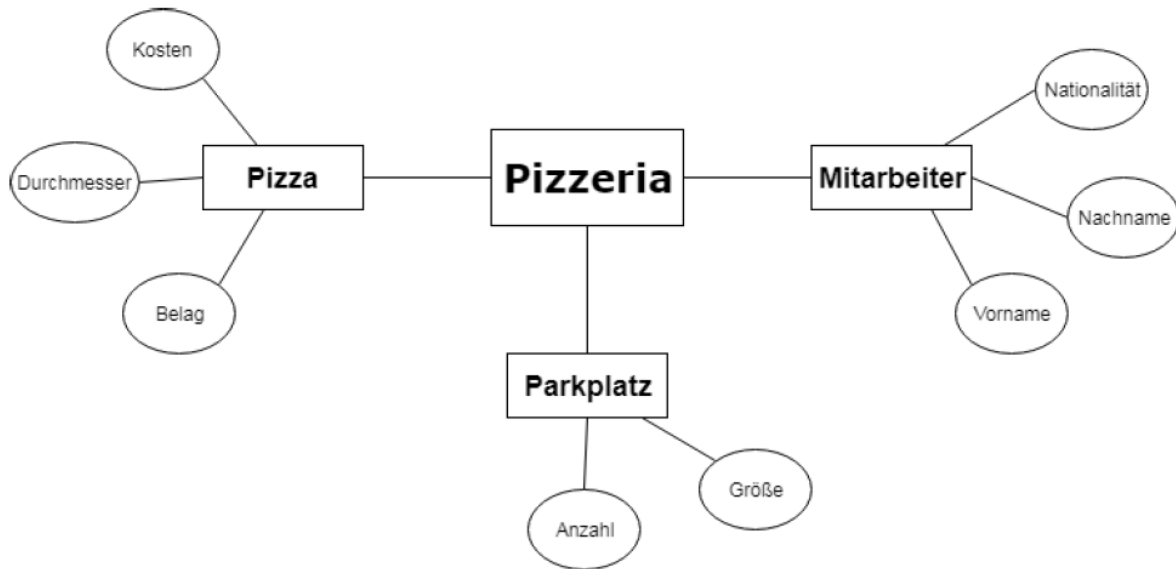 Kosten
Nationalität
Durchmesser
Pizza
Pizzeria
Mitarbeiter
Nachname
Belag
Vorname
Parkplatz
Größe
Anzahl